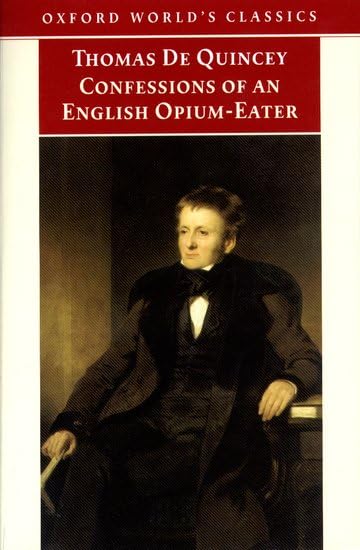 OXFORD WORLD'S CLASSICS
THOMAS DE QUINCEY
CONFESSIONS OF AN
ENGLISH OPIUM-EATER